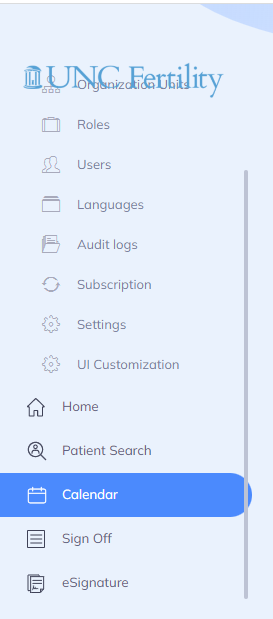 UNC Fertility
Organization Units
Roles
Users
Languages
Audit logs
Subscription
Settings
UI Customization
Home
Patient Search
Calendar
Sign Off
eSignature